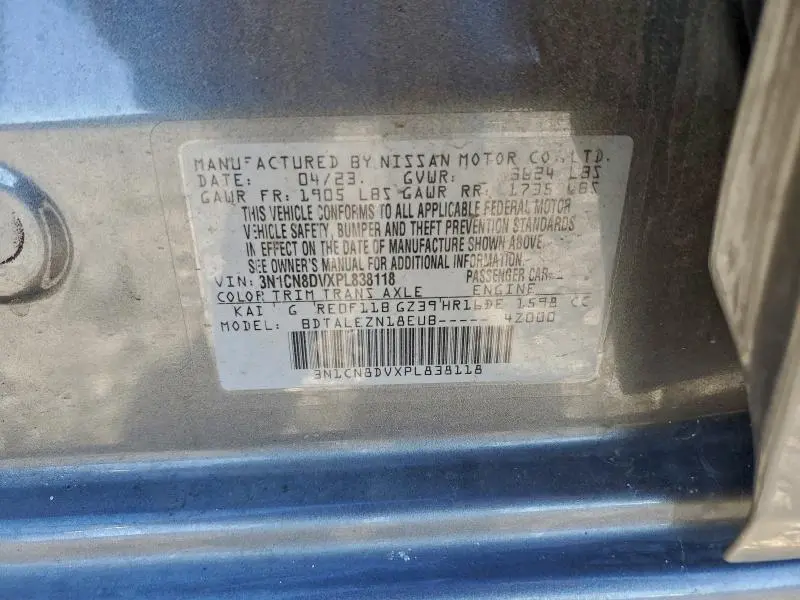 MANUFACTURED BY NISSAN MOTOR CO., LTD.
DATE: 04/23. GVWR: 3624 LBS
GAWR FR: 1905 LBS GAWR RR: 1735 LBS
THIS VEHICLE CONFORMS TO ALL APPLICABLE FEDERAL MOTOR
VEHICLE SAFETY, BUMPER AND THEFT PREVENTION STANDARDS
IN EFFECT ON THE DATE OF MANUFACTURE SHOWN ABOVE.
SEE OWNER'S MANUAL FOR ADDITIONAL INFORMATION.
VIN: 3N1CN8DVXPL838118 PASSENGER CAR
COLOR TRIM TRANS AXLE ENGINE
KAI G RE0F11B GZ39 HR16DE 1598 CC
MODEL: BDTALEZN18EUB----- 4Z000
3N1CN8DVXPL838118